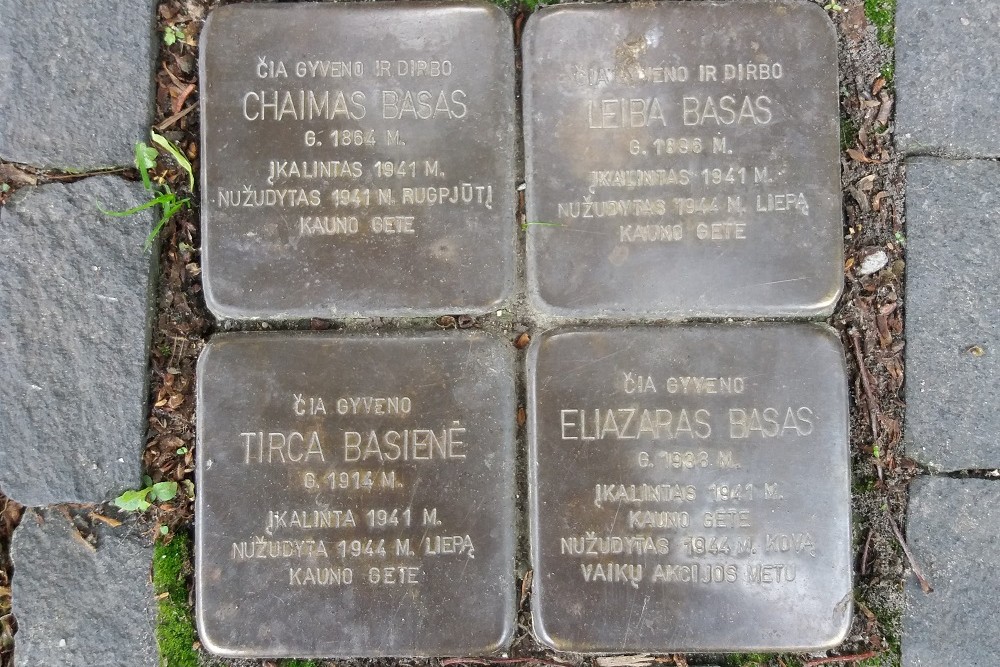 ČIA GYVENO IR DIRBO
CHAIMAS BASAS
G. 1864 M.
ĮKALINTAS 1941 M.
NUŽUDYTAS 1941 M. RUGPJŪTĮ
KAUNO GETE
ČIA GYVENO IR DIRBO
LEIBA BASAS
G. M.
ĮKALINTAS 1941 M.
NUŽUDYTAS 1944 M. LIEPĄ
KAUNO GETE
ČIA GYVENO
TIRCA BASIENĖ
G. 1914 M.
ĮKALINTA 1941 M.
NUŽUDYTA 1944 M. LIEPĄ
KAUNO GETE
ČIA GYVENO
ELIAZARAS BASAS
G. 1938 M.
ĮKALINTAS 1941 M.
KAUNO GETE
NUŽUDYTAS 1944 M. KOVĄ
VAIKŲ AKCIJOS METU